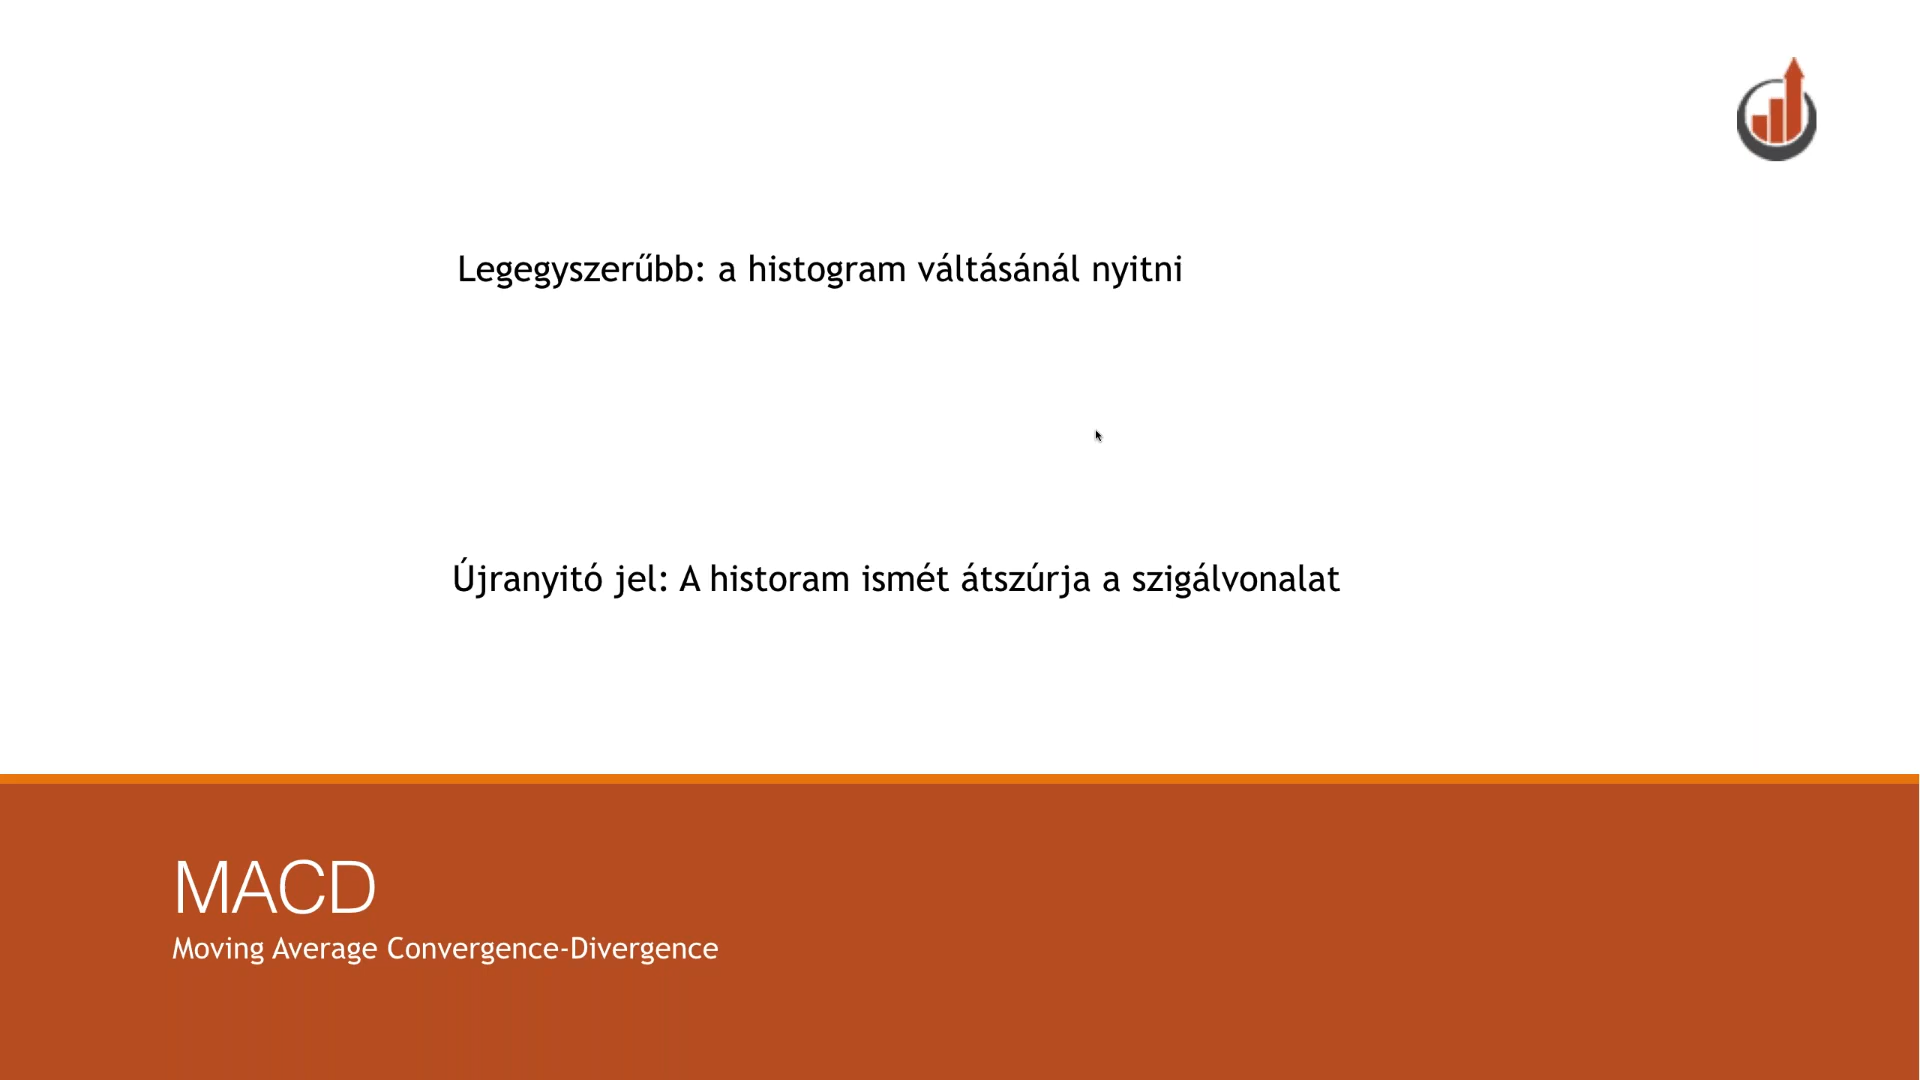 Legegyszerűbb: a histogram váltásánál nyitni
Újranyitó jel: A historam ismét átszúrja a szigálvonalat
MACD
Moving Average Convergence-Divergence